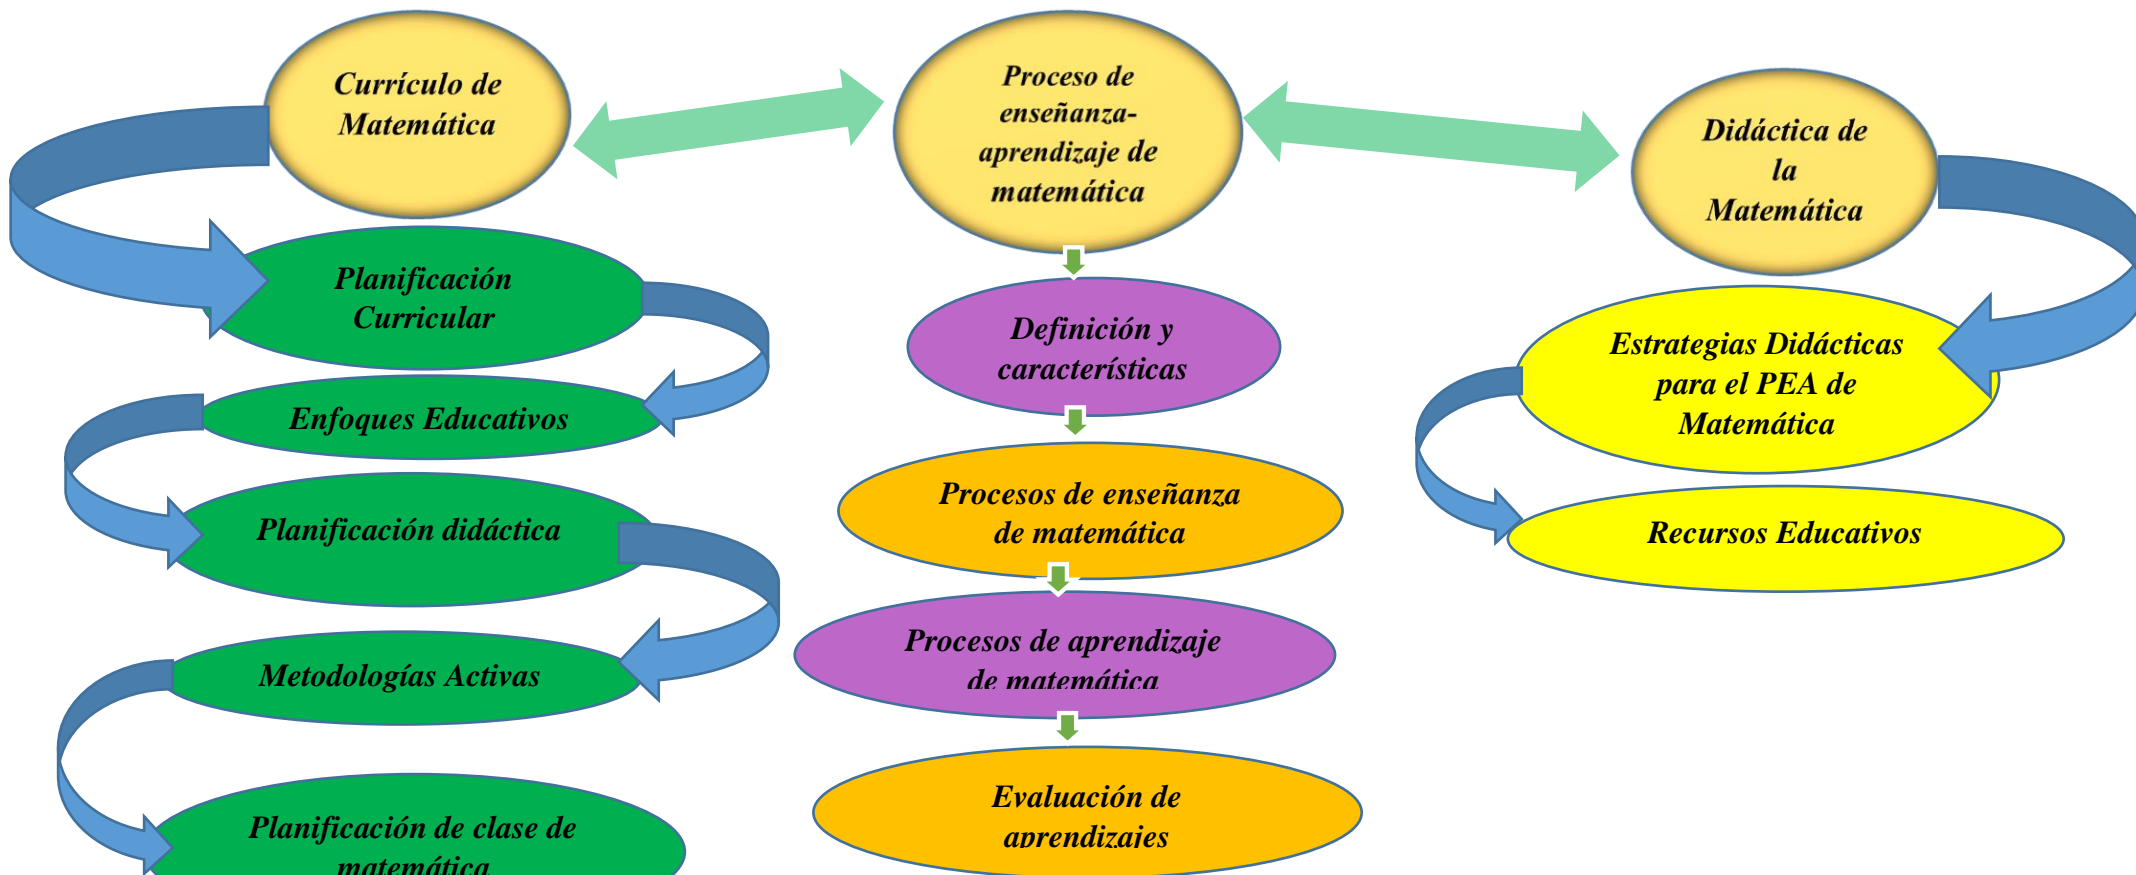 Currículo de
Matemática
Proceso de
enseñanza-
aprendizaje de
matemática
Didáctica de
la
Matemática
Planificación
Curricular
Enfoques Educativos
Planificación didáctica
Metodologías Activas
Planificación de clase de
matemática
Definición y
características
Procesos de enseñanza
de matemática
Procesos de aprendizaje
de matemática
Evaluación de
aprendizajes
Estrategias Didácticas
para el PEA de
Matemática
Recursos Educativos